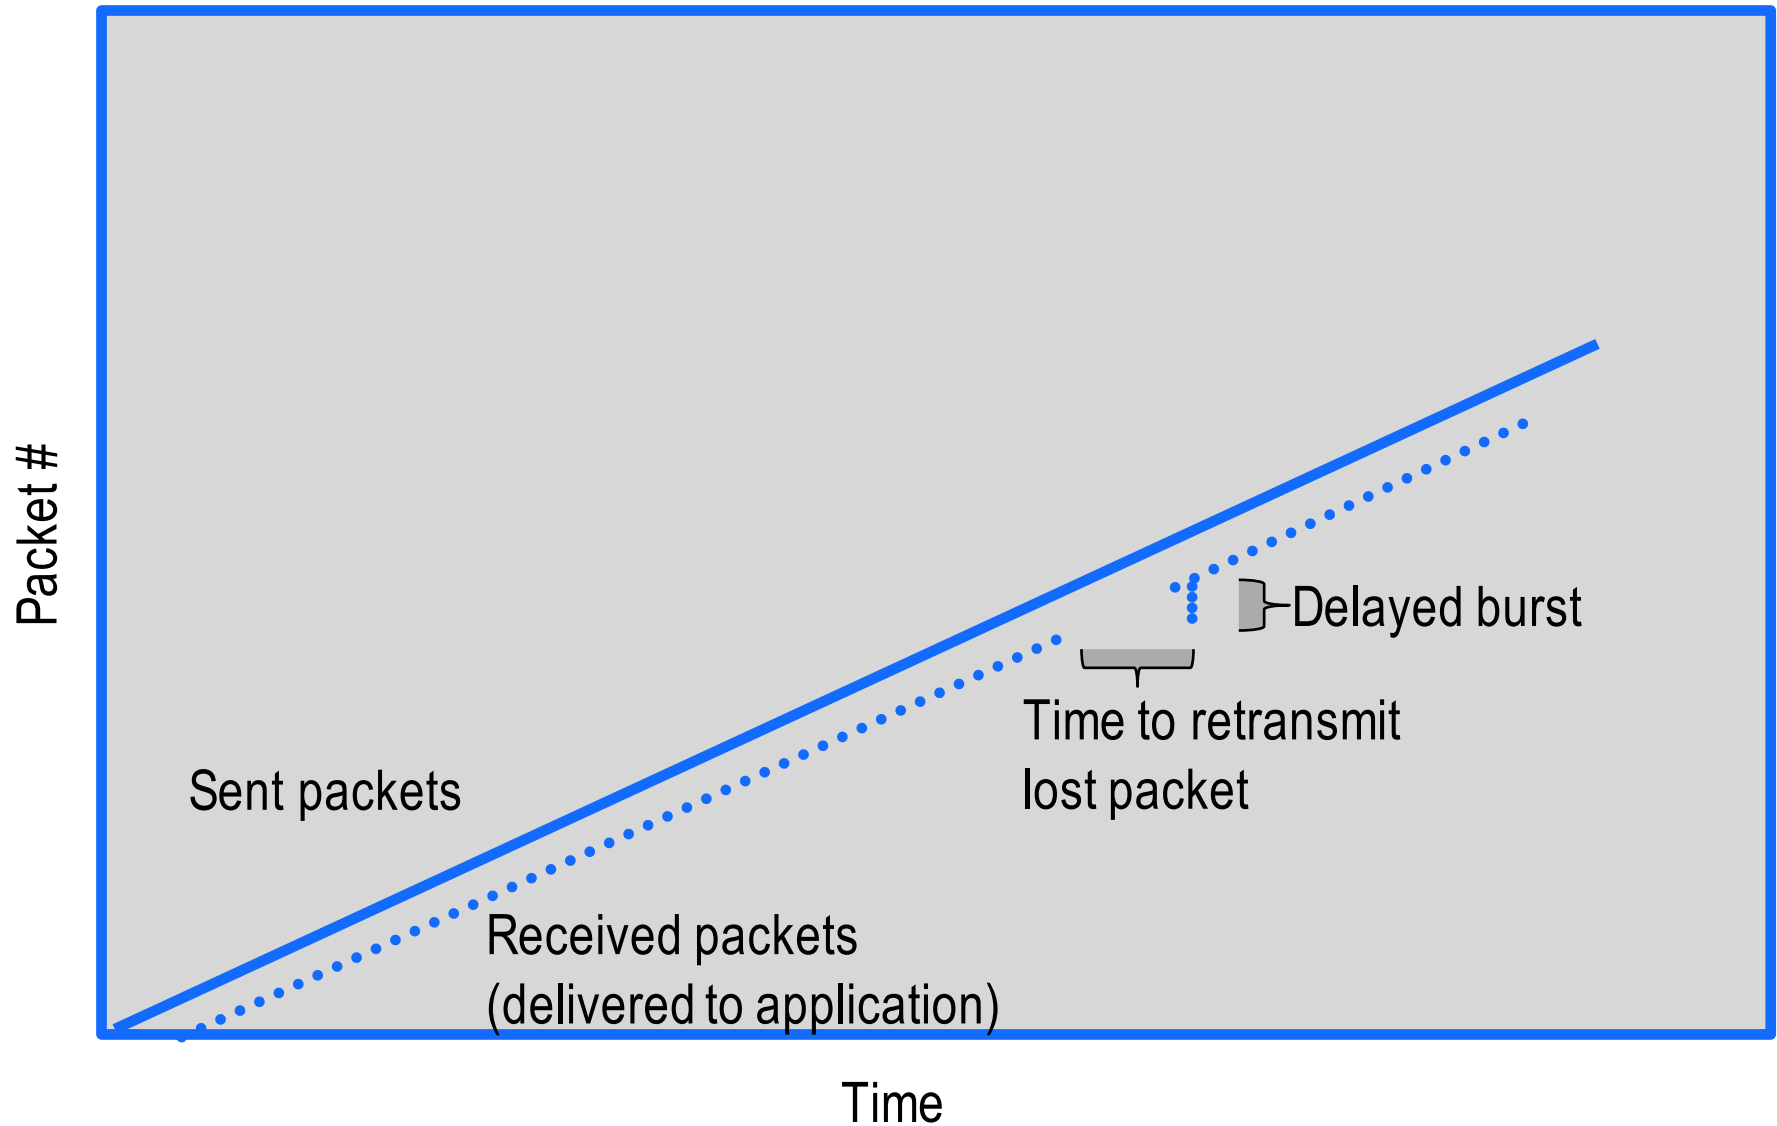 Packet #
Delayed burst
Time to retransmit
lost packet
Sent packets
Received packets
(delivered to application)
Time